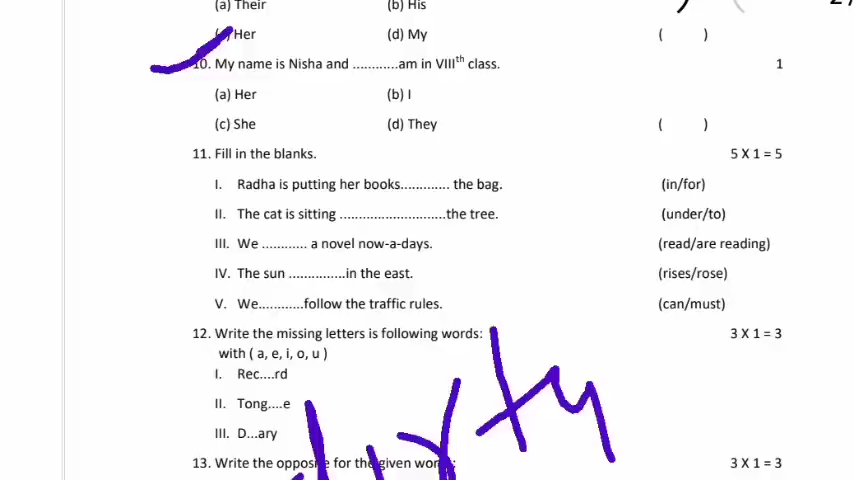 (a) Their (b) His
Her (d) My ( )
10. My name is Nisha and ............am in VIIIth class. 1
(a) Her (b) I
(c) She (d) They ( )
11. Fill in the blanks. 5 X 1 = 5
I. Radha is putting her books............. the bag. (in/for)
II. The cat is sitting ...........................the tree. (under/to)
III. We ............ a novel now-a-days. (read/are reading)
IV. The sun ...............in the east. (rises/rose)
V. We............follow the traffic rules. (can/must)
12. Write the missing letters is following words: 3 X 1 = 3
with ( a, e, i, o, u )
I. Rec....rd
II. Tong....e
III. D...ary
13. Write the opposite for the given words: 3 X 1 = 3